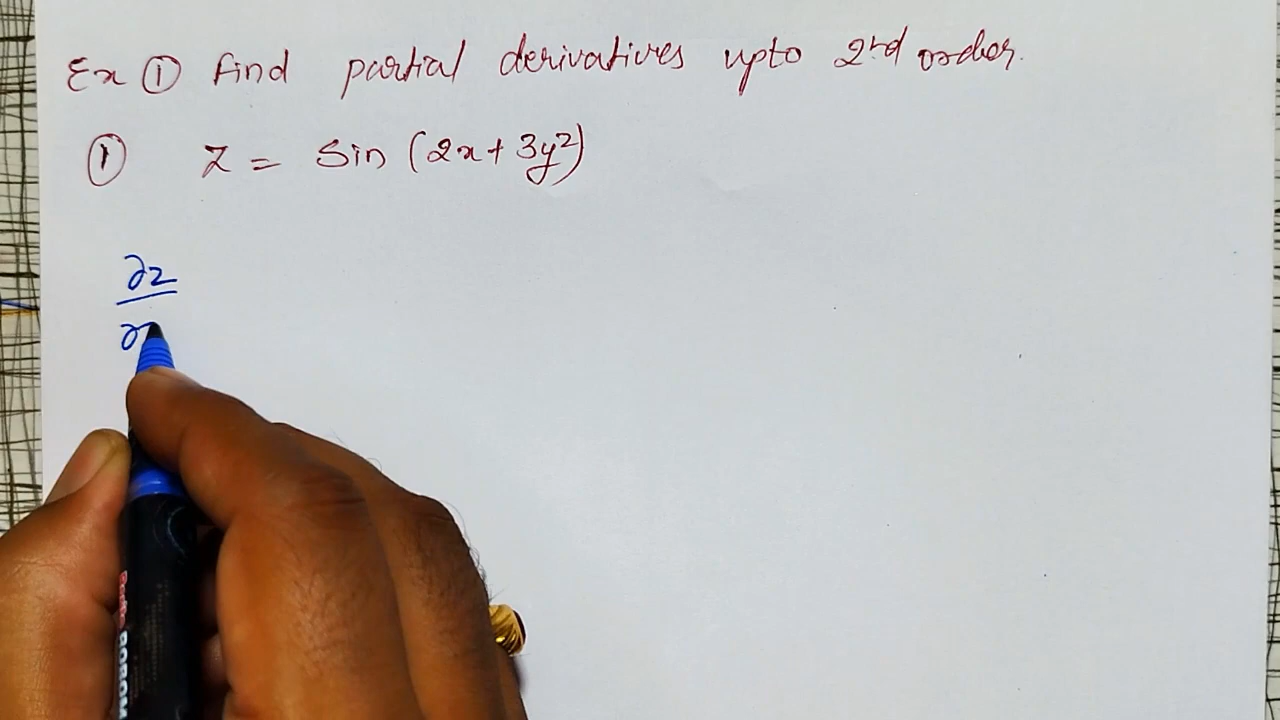 Ex ① Find partial derivatives upto 2nd order.
① z = sin (2x + 3y²)
∂z
∂